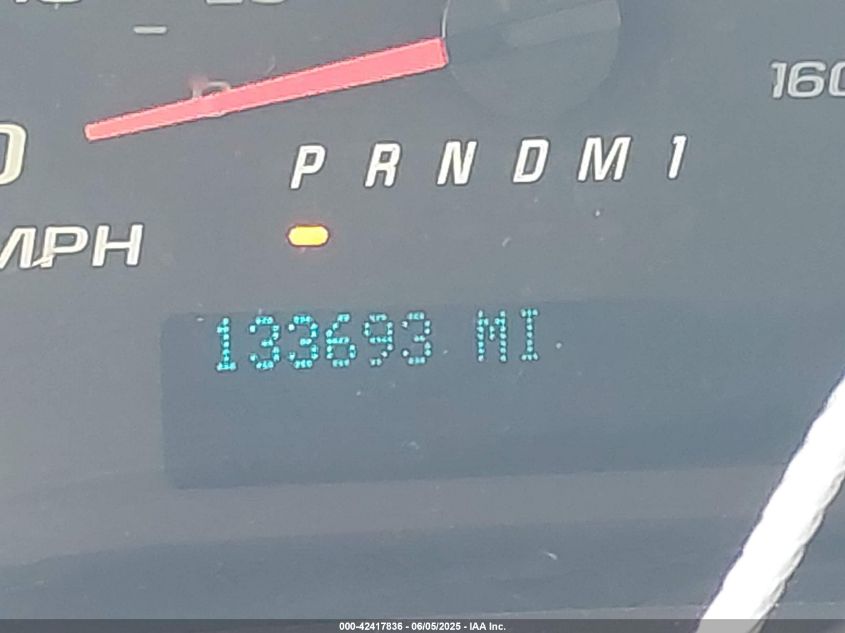 160
P R N D M 1
MPH
133693 MI
000-42417836 - 06/05/2025 - IAA Inc.